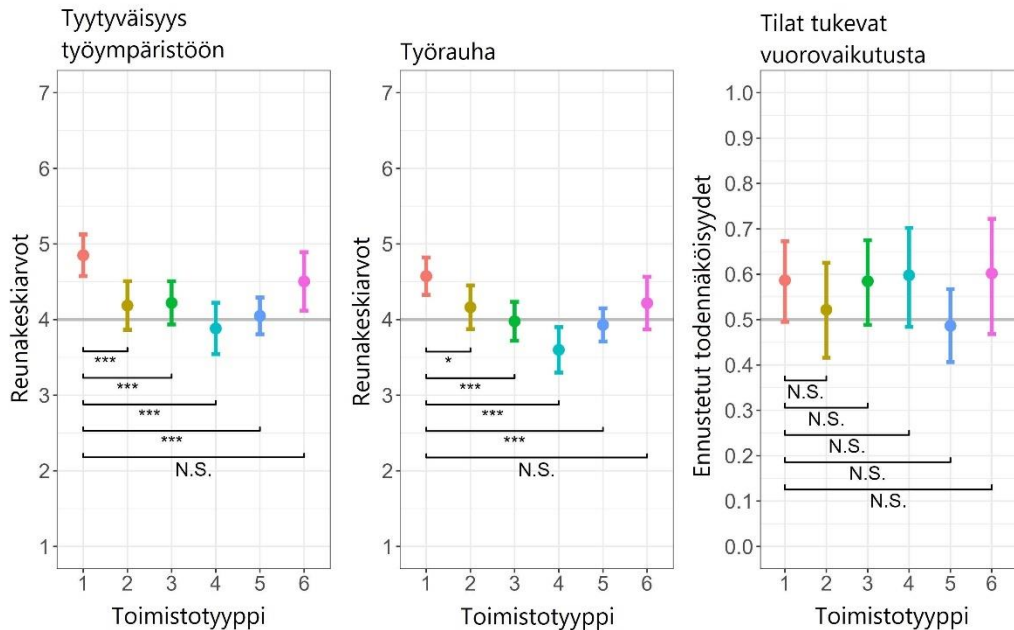 Tyytyväisyys
työympäristöön
Reunakeskiarvot
7
6
5
4
3
2
1
***
***
***
***
N.S.
1 2 3 4 5 6
Toimistotyyppi
Työrauha
Reunakeskiarvot
7
6
5
4
3
2
1
*
***
***
***
N.S.
1 2 3 4 5 6
Toimistotyyppi
Tilat tukevat
vuorovaikutusta
Ennustetut todennäköisyydet
1.0
0.9
0.8
0.7
0.6
0.5
0.4
0.3
0.2
0.1
0.0
N.S.
N.S.
N.S.
N.S.
N.S.
1 2 3 4 5 6
Toimistotyyppi